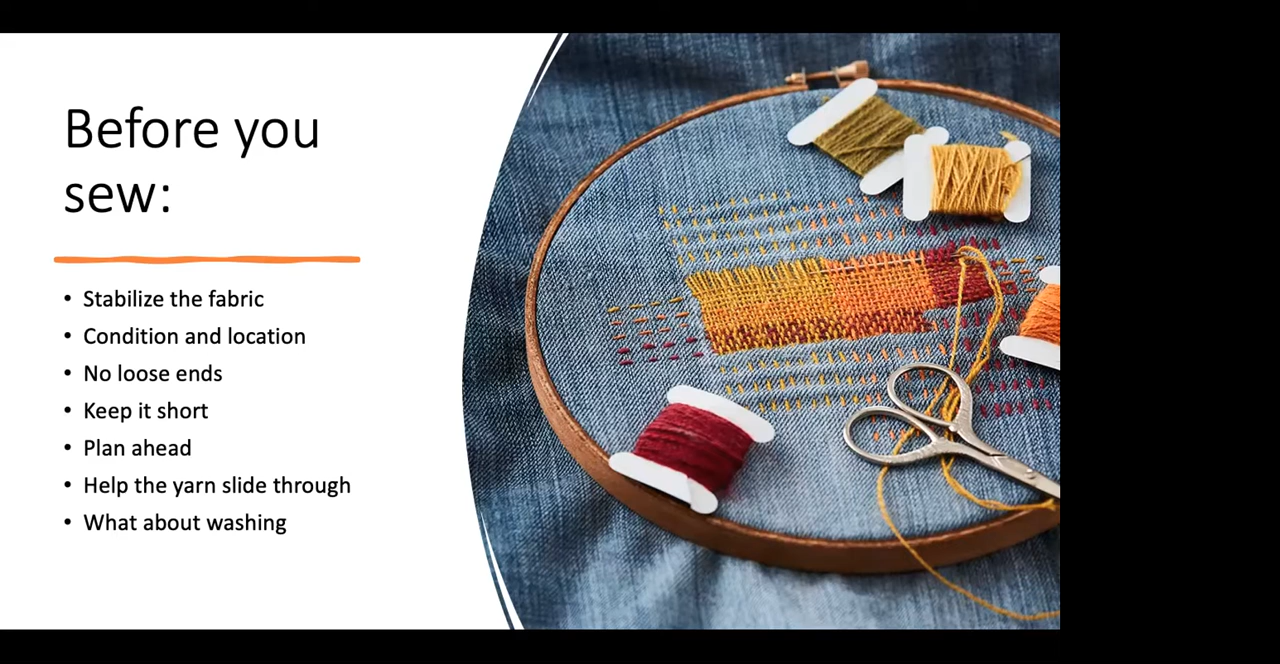 Before you
sew:
• Stabilize the fabric
• Condition and location
• No loose ends
• Keep it short
• Plan ahead
• Help the yarn slide through
• What about washing